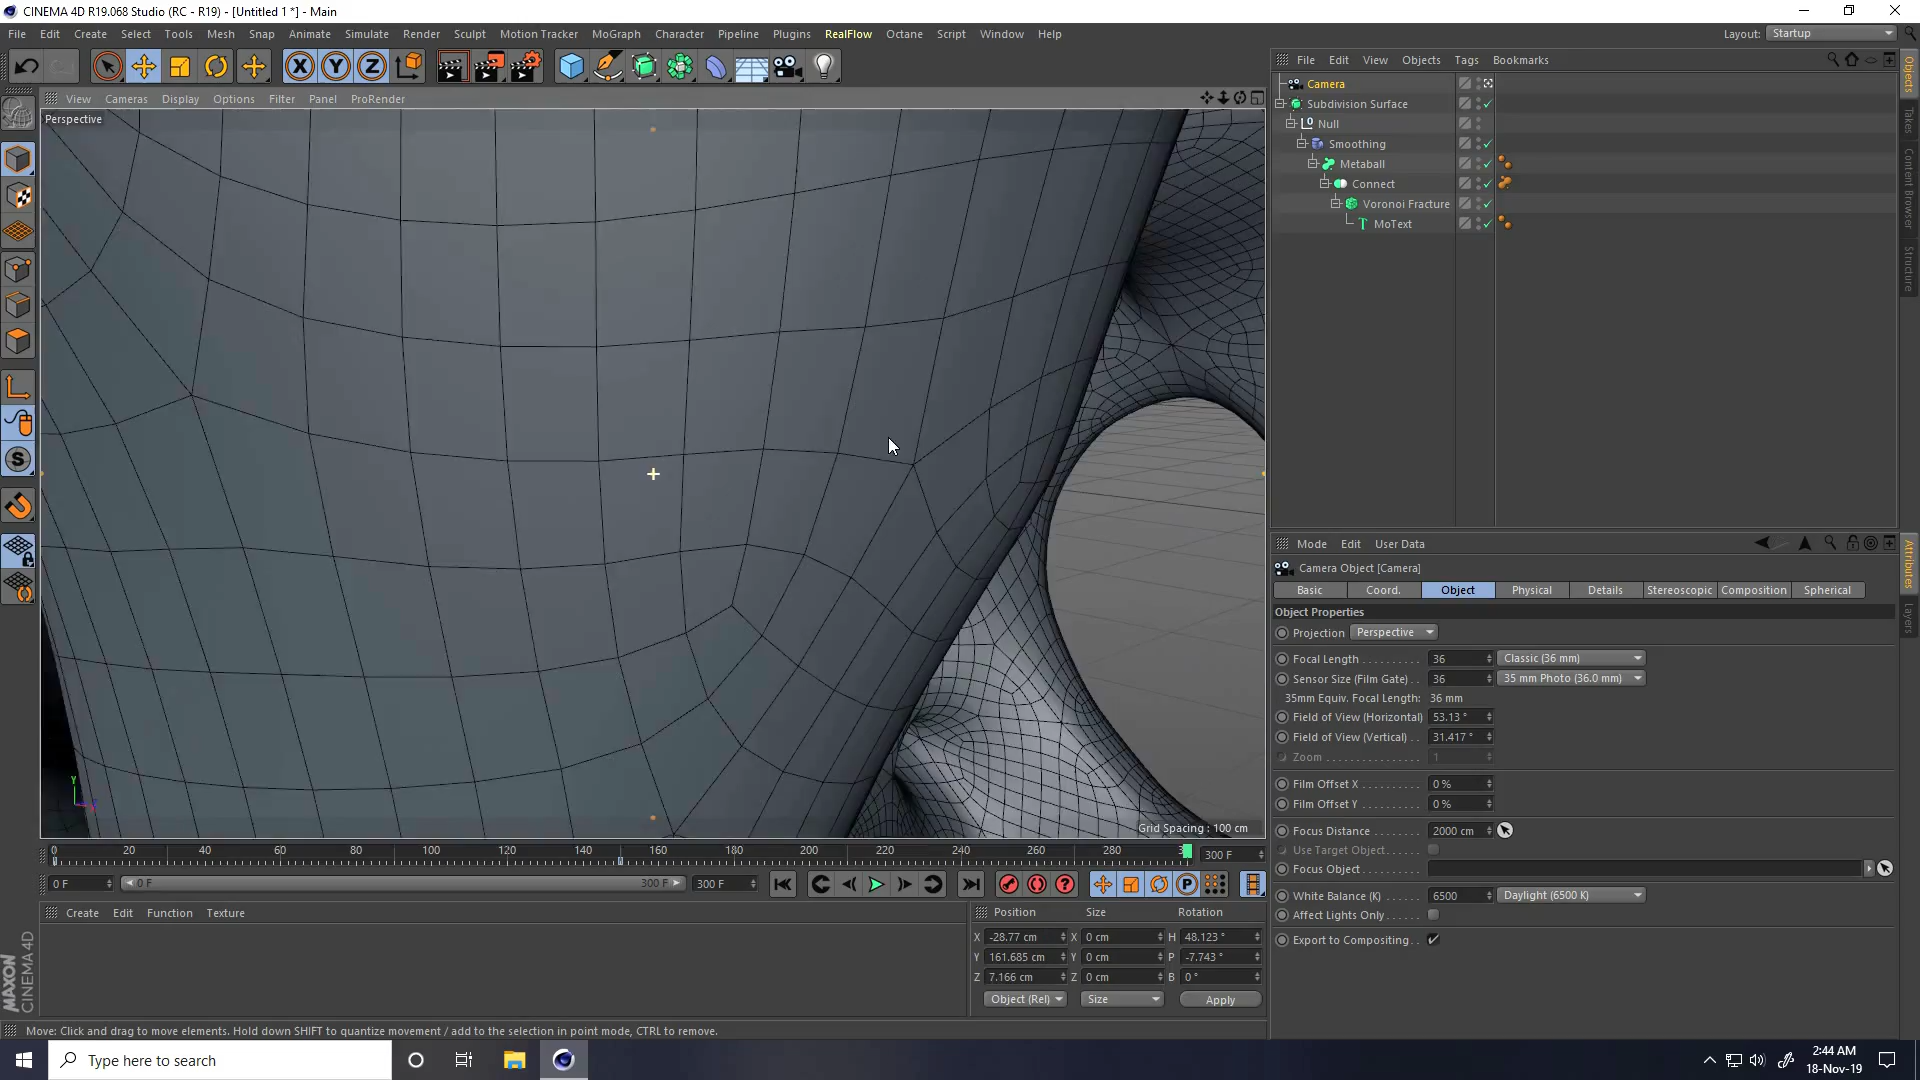 CINEMA 4D R19.068 Studio (RC - R19) - [Untitled 1 *] - Main
File Edit Create Select Tools Mesh Snap Animate Simulate Render Sculpt Motion Tracker MoGraph Character Pipeline Plugins RealFlow Octane Script Window Help
Layout: Startup
X Y Z
View Cameras Display Options Filter Panel ProRender
Perspective
Grid Spacing : 100 cm
Y
S
File Edit View Objects Tags Bookmarks
Camera
Subdivision Surface
Null
Smoothing
Metaball
Connect
Voronoi Fracture
MoText
Objects
Takes
Content Browser
Structure
Mode Edit User Data
Camera Object [Camera]
Basic Coord. Object Physical Details Stereoscopic Composition Spherical
Object Properties
Projection Perspective
Focal Length . . . . . . . . . . 36 Classic (36 mm)
Sensor Size (Film Gate) . . 36 35 mm Photo (36.0 mm)
35mm Equiv. Focal Length: 36 mm
Field of View (Horizontal) 53.13 °
Field of View (Vertical) . . 31.417 °
Zoom . . . . . . . . . . . . . . . 1
Film Offset X . . . . . . . . . . 0 %
Film Offset Y . . . . . . . . . . 0 %
Focus Distance . . . . . . . . 2000 cm
Use Target Object. . . . . .
Focus Object . . . . . . . . . .
White Balance (K) . . . . . . 6500 Daylight (6500 K)
Affect Lights Only . . . . . .
Export to Compositing . .
Attributes
Layers
0 20 40 60 80 100 120 140 160 180 200 220 240 260 280 3 300 F
0 F 0 F 300 F 300 F
P
Create Edit Function Texture
Position Size Rotation
X -28.77 cm X 0 cm H 48.123 °
Y 161.685 cm Y 0 cm P -7.743 °
Z 7.166 cm Z 0 cm B 0 °
Object (Rel) Size Apply
MAXON
CINEMA 4D
Move: Click and drag to move elements. Hold down SHIFT to quantize movement / add to the selection in point mode, CTRL to remove.
Type here to search
2:44 AM
18-Nov-19